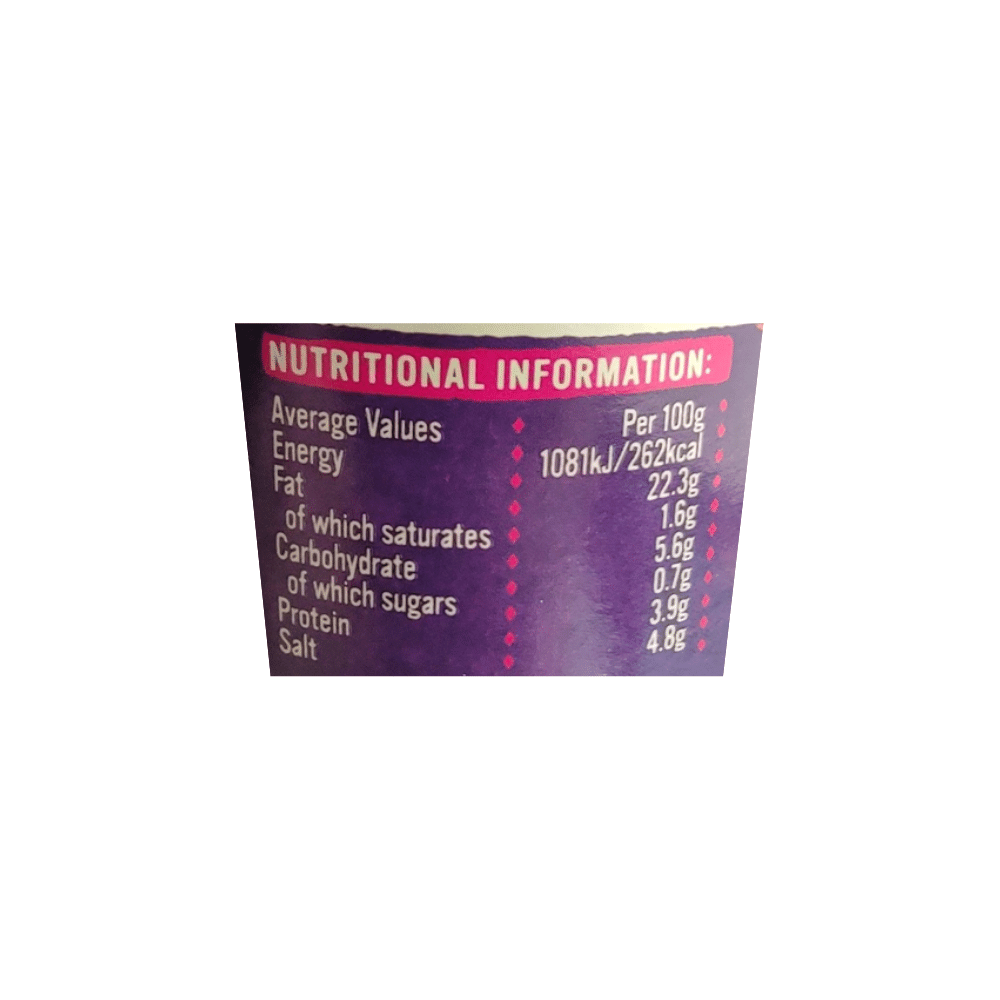 NUTRITIONAL INFORMATION:
Average Values Per 100g
Energy 1081kJ/262kcal
Fat 22.3g
of which saturates 1.6g
Carbohydrate 5.6g
of which sugars 0.7g
Protein 3.9g
Salt 4.8g